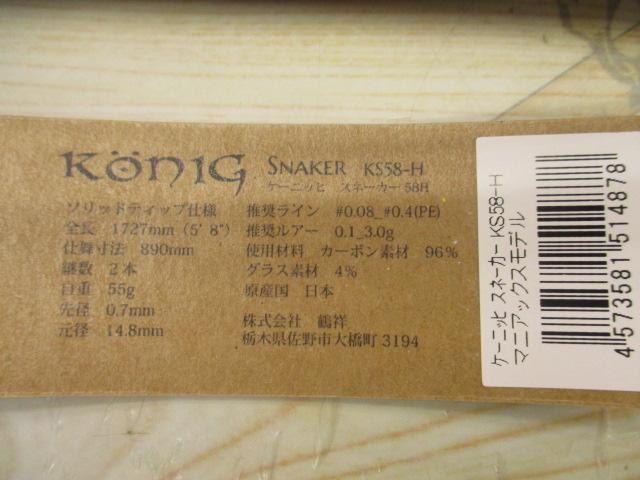 KÖNIG SNAKER KS58-H
ケーニッヒ スネーカー 58H
ソリッドティップ仕様
全長 1727mm (5' 8")
仕舞寸法 890mm
継数 2本
自重 55g
先径 0.7mm
元径 14.8mm
推奨ライン #0.08_#0.4(PE)
推奨ルアー 0.1_3.0g
使用材料 カーボン素材 96%
グラス素材 4%
原産国 日本
株式会社 鶴祥
栃木県佐野市大橋町 3194
ケーニッヒ スネーカー KS58-H
マニアックスモデル
4 573581 514878